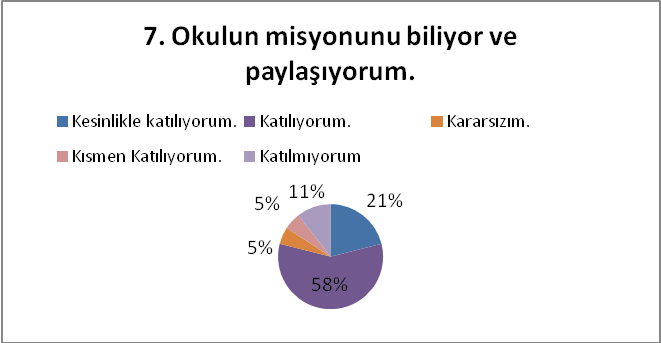 7. Okulun misyonunu biliyor ve
paylaşıyorum.
Kesinlikle katılıyorum. Katılıyorum. Kararsızım.
Kısmen Katılıyorum. Katılmıyorum
5% 11% 21%
5%
58%